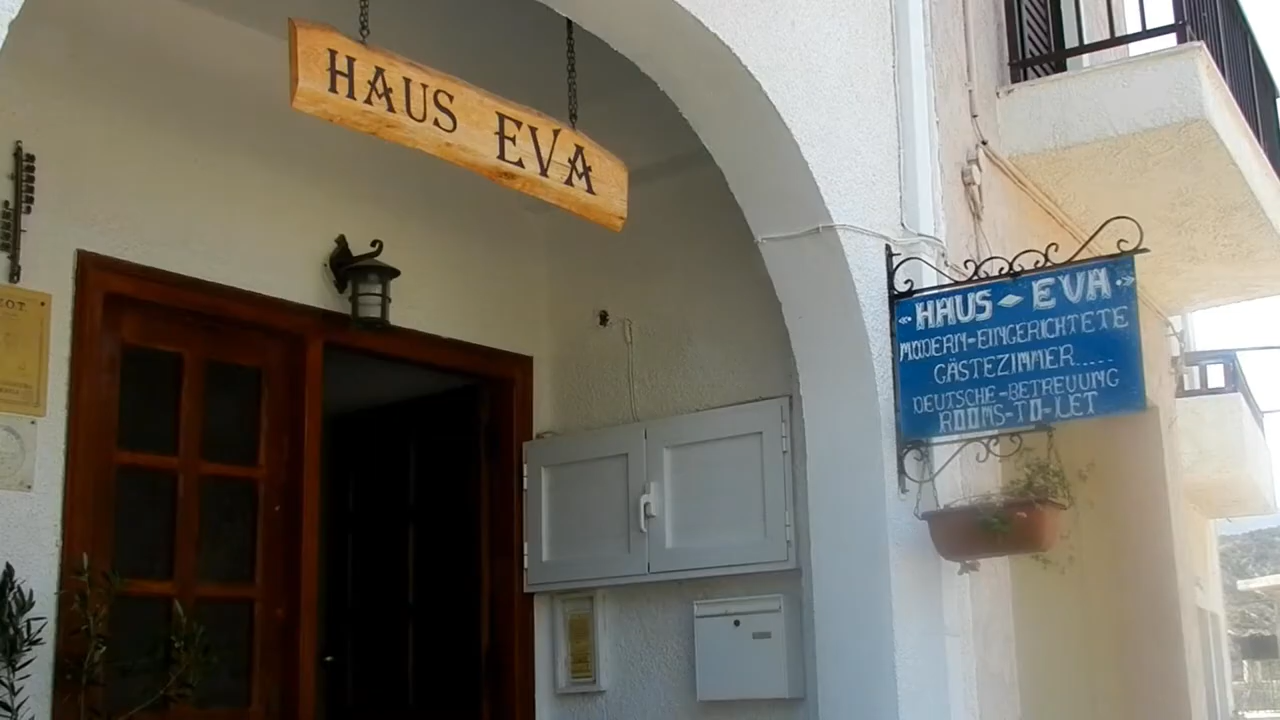 HAUS EVA
«HAUS - EVA»
MODERN-EINGERICHTETE
GÄSTEZIMMER.....
DEUTSCHE-BETREUUNG
ROOMS-TO-LET